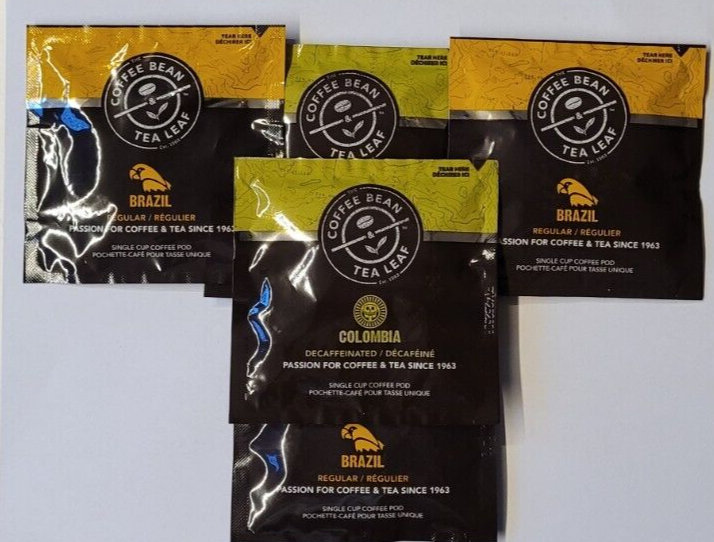 TEAR HERE
DÉCHIRER ICI
THE
COFFEE BEAN
&
TEA LEAF
Est. 1963
BRAZIL
REGULAR / RÉGULIER
PASSION FOR COFFEE & TEA SINCE 1963
SINGLE CUP COFFEE POD
POCHETTE-CAFÉ POUR TASSE UNIQUE
TEAR HERE
DÉCHIRER ICI
THE
COFFEE BEAN
&
TEA LEAF
TEAR HERE
DÉCHIRER ICI
THE
COFFEE BEAN
&
TEA LEAF
Est. 1963
BRAZIL
REGULAR / RÉGULIER
SSION FOR COFFEE & TEA SINCE 1963
SINGLE CUP COFFEE POD
POCHETTE-CAFÉ POUR TASSE UNIQUE
TEAR HERE
DÉCHIRER ICI
THE
COFFEE BEAN
&
TEA LEAF
Est. 1963
COLOMBIA
DECAFFEINATED / DÉCAFÉINÉ
PASSION FOR COFFEE & TEA SINCE 1963
SINGLE CUP COFFEE POD
POCHETTE-CAFÉ POUR TASSE UNIQUE
BRAZIL
REGULAR / RÉGULIER
PASSION FOR COFFEE & TEA SINCE 1963
SINGLE CUP COFFEE POD
POCHETTE-CAFÉ POUR TASSE UNIQUE